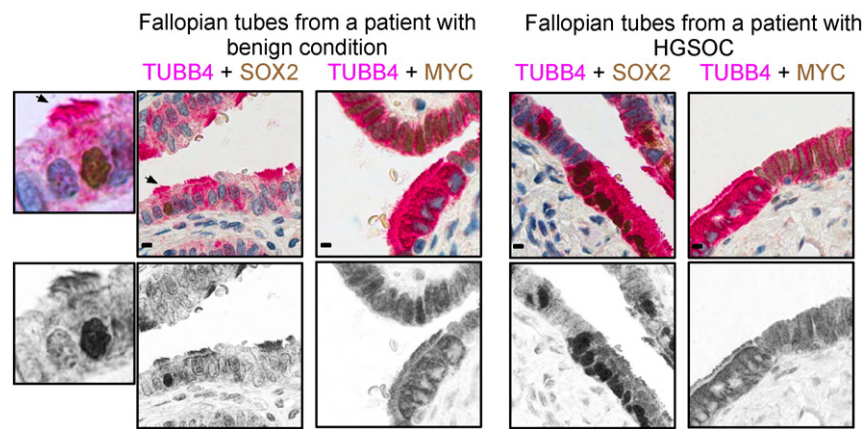 Fallopian tubes from a patient with
benign condition
TUBB4 + SOX2 TUBB4 + MYC
Fallopian tubes from a patient with
HGSOC
TUBB4 + SOX2 TUBB4 + MYC